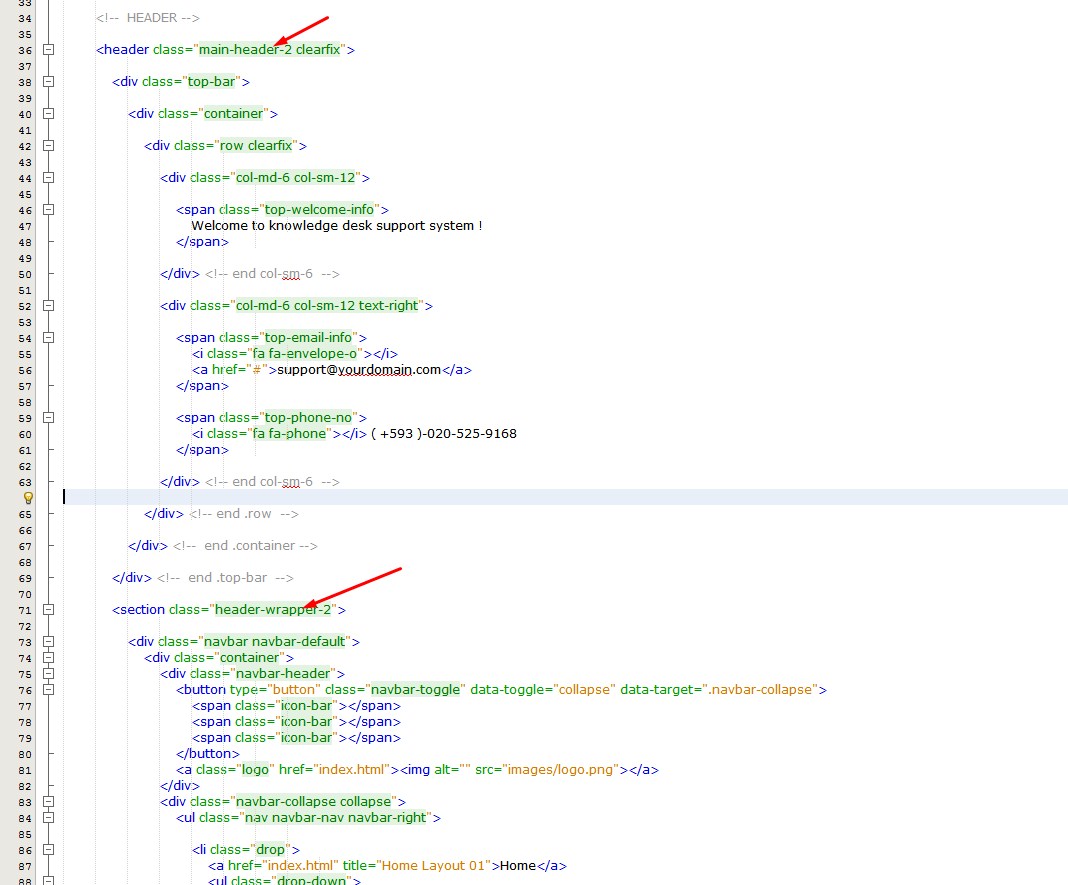 33
34 <!--  HEADER -->
35
36 <header class="main-header-2 clearfix">
37
38 <div class="top-bar">
39
40 <div class="container">
41
42 <div class="row clearfix">
43
44 <div class="col-md-6 col-sm-12">
45
46 <span class="top-welcome-info">
47 Welcome to knowledge desk support system !
48 </span>
49
50 </div> <!-- end col-sm-6  -->
51
52 <div class="col-md-6 col-sm-12 text-right">
53
54 <span class="top-email-info">
55 <i class="fa fa-envelope-o"></i>
56 <a href="#">support@yourdomain.com</a>
57 </span>
58
59 <span class="top-phone-no">
60 <i class="fa fa-phone"></i> ( +593 )-020-525-9168
61 </span>
62
63 </div> <!-- end col-sm-6  -->
65 </div> <!-- end .row  -->
66
67 </div> <!--  end .container -->
68
69 </div> <!--  end .top-bar  -->
70
71 <section class="header-wrapper-2">
72
73 <div class="navbar navbar-default">
74 <div class="container">
75 <div class="navbar-header">
76 <button type="button" class="navbar-toggle" data-toggle="collapse" data-target=".navbar-collapse">
77 <span class="icon-bar"></span>
78 <span class="icon-bar"></span>
79 <span class="icon-bar"></span>
80 </button>
81 <a class="logo" href="index.html"><img alt="" src="images/logo.png"></a>
82 </div>
83 <div class="navbar-collapse collapse">
84 <ul class="nav navbar-nav navbar-right">
85
86 <li class="drop">
87 <a href="index.html" title="Home Layout 01">Home</a>
88 <ul class="drop-down">